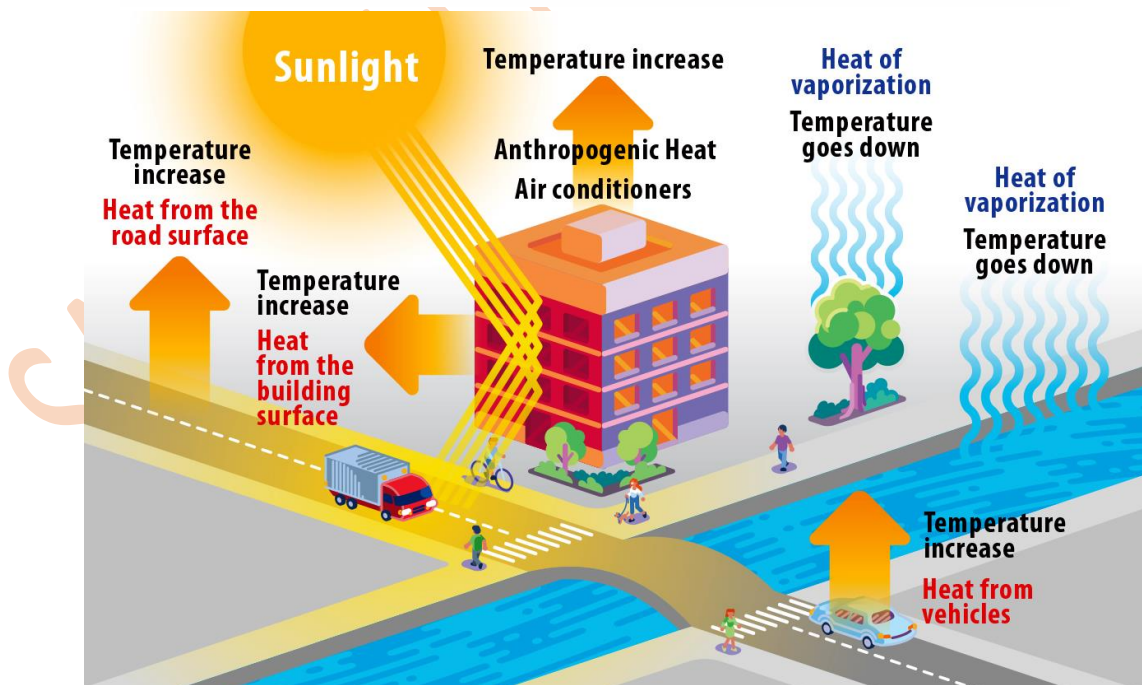 Sunlight
Temperature increase
Anthropogenic Heat
Air conditioners
Heat of
vaporization
Temperature
goes down
Heat of
vaporization
Temperature
goes down
Temperature
increase
Heat from the
road surface
Temperature
increase
Heat
from the
building
surface
Temperature
increase
Heat from
vehicles